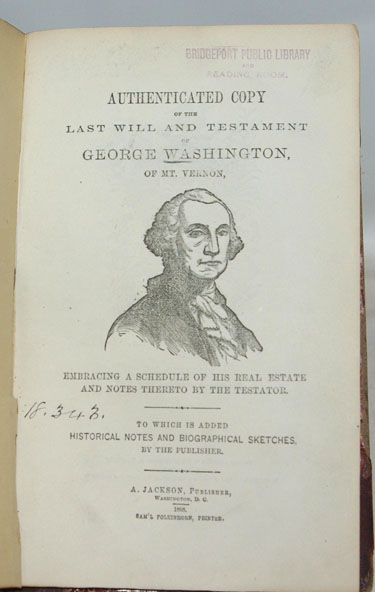 BRIDGEPORT PUBLIC LIBRARY
AND
READING ROOM.
AUTHENTICATED COPY
OF THE
LAST WILL AND TESTAMENT
OF
GEORGE WASHINGTON,
OF MT. VERNON,
EMBRACING A SCHEDULE OF HIS REAL ESTATE
AND NOTES THERETO BY THE TESTATOR.
18.343.
TO WHICH IS ADDED
HISTORICAL NOTES AND BIOGRAPHICAL SKETCHES,
BY THE PUBLISHER.
A. JACKSON, PUBLISHER,
WASHINGTON, D. C.
1868.
SAM'L POLKINHORN, PRINTER.